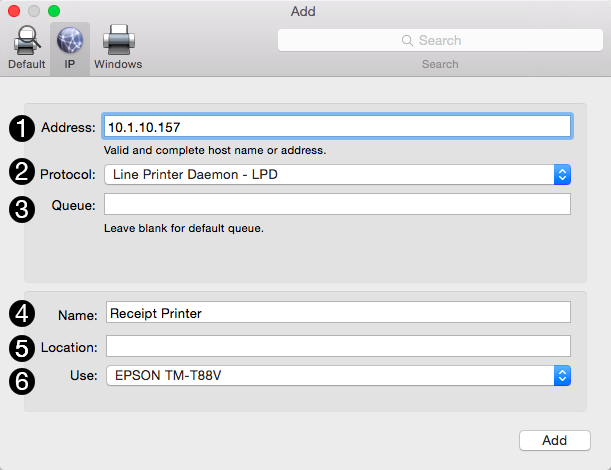 Add
Default IP Windows
Search
Search
1 Address: 10.1.10.157
Valid and complete host name or address.
2 Protocol: Line Printer Daemon - LPD
3 Queue:
Leave blank for default queue.
4 Name: Receipt Printer
5 Location:
6 Use: EPSON TM-T88V
Add